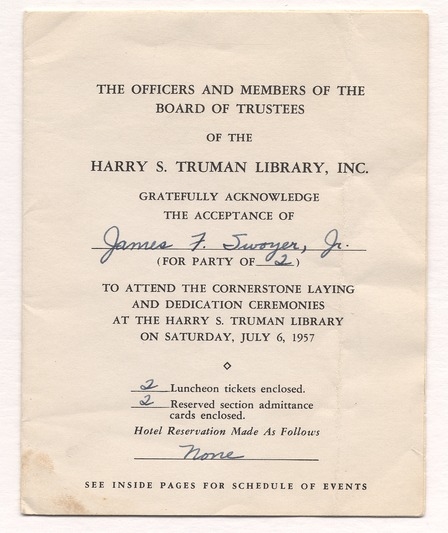 THE OFFICERS AND MEMBERS OF THE
BOARD OF TRUSTEES
OF THE
HARRY S. TRUMAN LIBRARY, INC.
GRATEFULLY ACKNOWLEDGE
THE ACCEPTANCE OF
James F. Swoyer, Jr.
(FOR PARTY OF 2)
TO ATTEND THE CORNERSTONE LAYING
AND DEDICATION CEREMONIES
AT THE HARRY S. TRUMAN LIBRARY
ON SATURDAY, JULY 6, 1957
2 Luncheon tickets enclosed.
2 Reserved section admittance
cards enclosed.
Hotel Reservation Made As Follows
None
SEE INSIDE PAGES FOR SCHEDULE OF EVENTS